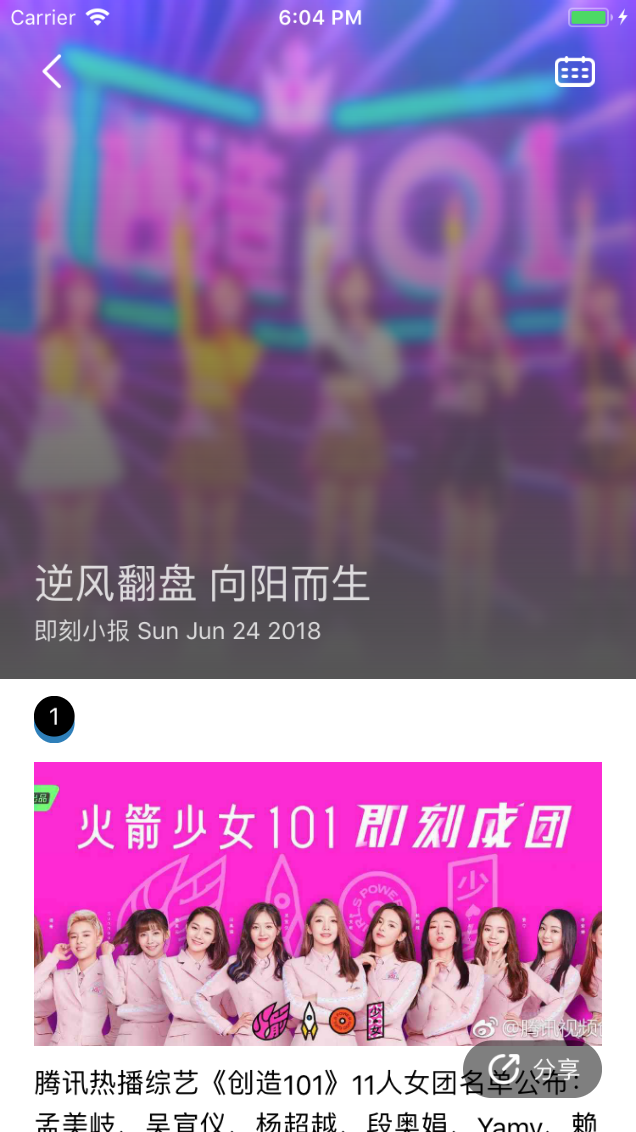 Carrier
6:04 PM
创造101
逆风翻盘 向阳而生
即刻小报 Sun Jun 24 2018
1
火箭少女101 即刻成团
少女
@腾讯视频
分享
腾讯热播综艺《创造101》11人女团名单公布：
孟美岐、吴宣仪、杨超越、段奥娟、Yamy、赖